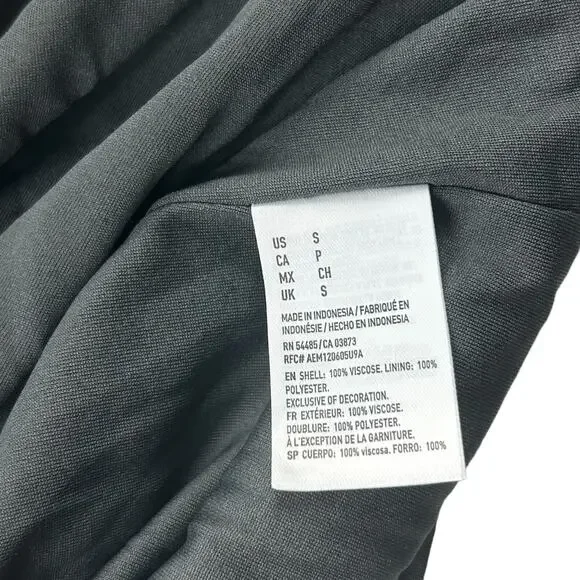 US S
CA P
MX CH
UK S
MADE IN INDONESIA / FABRIQUÉ EN
INDONÉSIE / HECHO EN INDONESIA
RN 54485/CA 03873
RFC# AEM120605U9A
EN SHELL: 100% VISCOSE. LINING: 100%
POLYESTER.
EXCLUSIVE OF DECORATION.
FR EXTÉRIEUR: 100% VISCOSE.
DOUBLURE: 100% POLYESTER.
À L'EXCEPTION DE LA GARNITURE.
SP CUERPO: 100% viscosa. FORRO: 100%